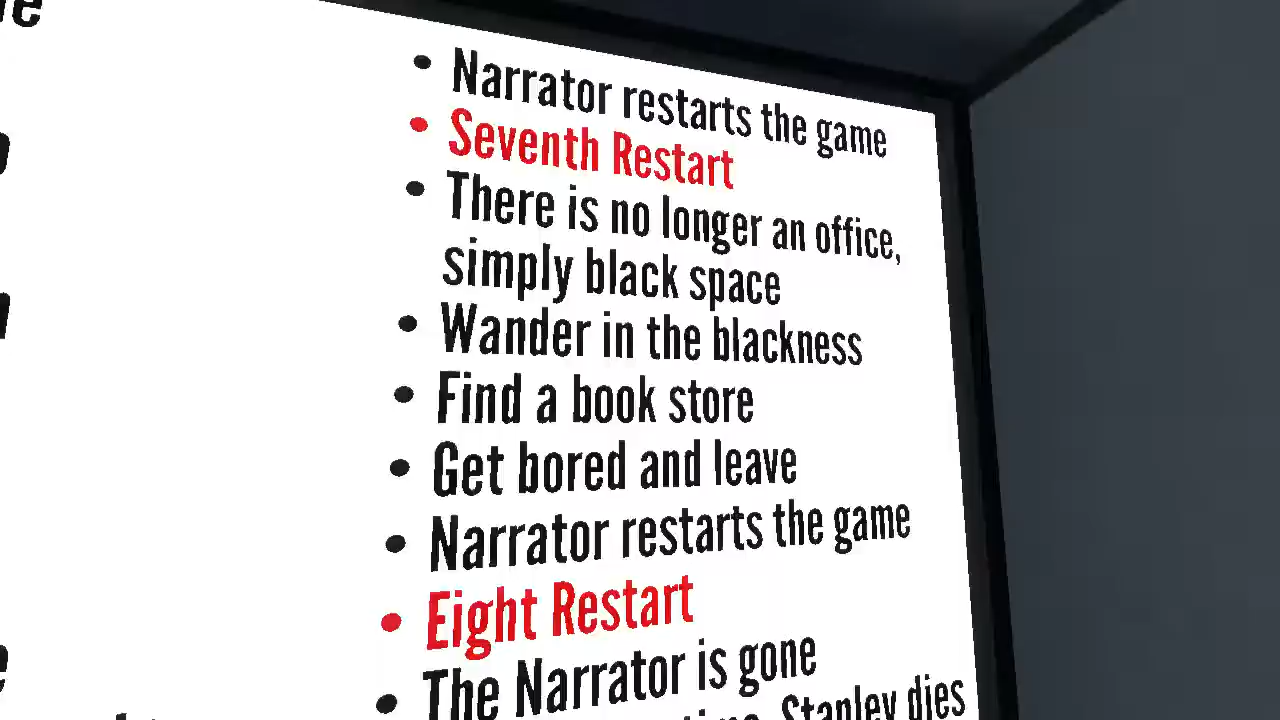 • Narrator restarts the game
• Seventh Restart
• There is no longer an office,
simply black space
• Wander in the blackness
• Find a book store
• Get bored and leave
• Narrator restarts the game
• Eight Restart
• The Narrator is gone
Stanley dies